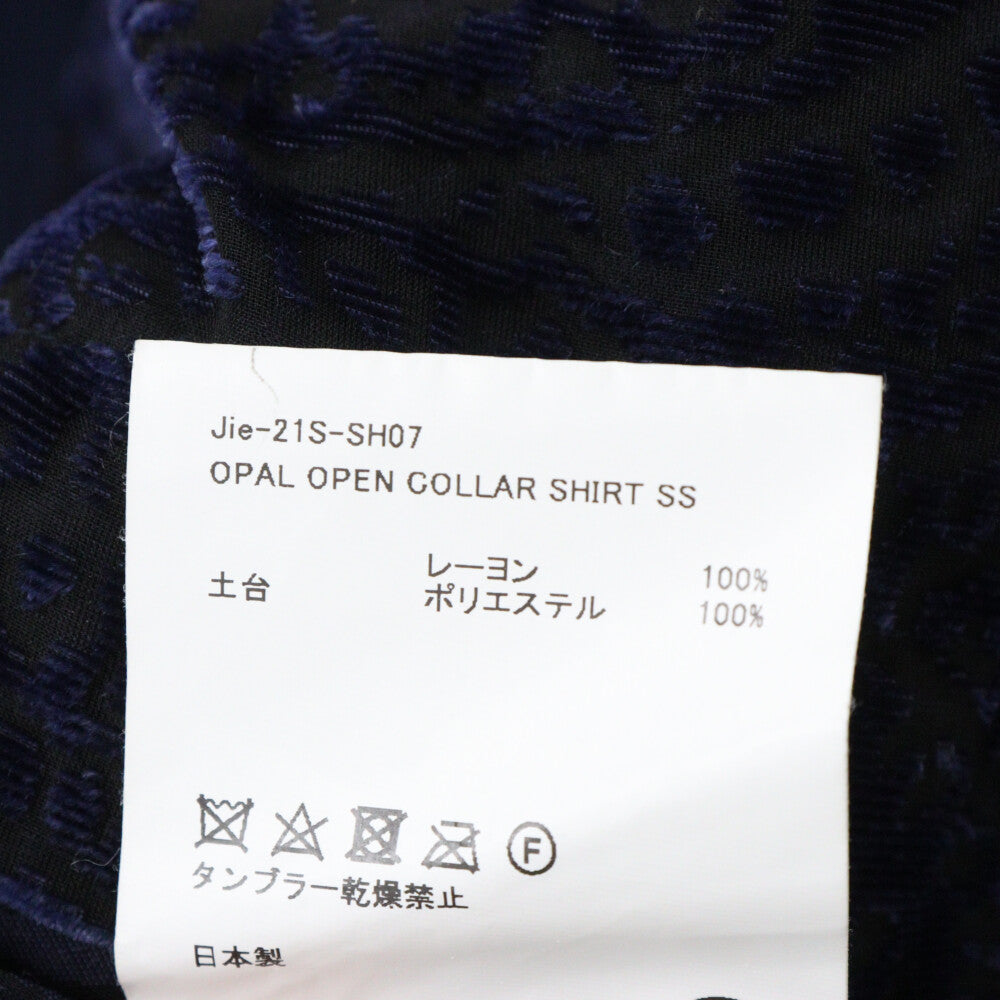 Jie-21S-SH07
OPAL OPEN COLLAR SHIRT SS
レーヨン 100%
土台 ポリエステル 100%
F
タンブラー乾燥禁止
日本製